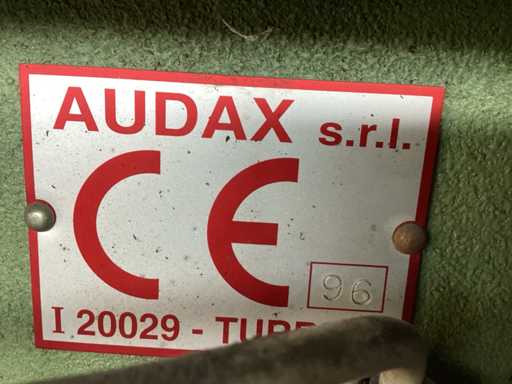 AUDAX s.r.l.
CE
96
I 20029 -